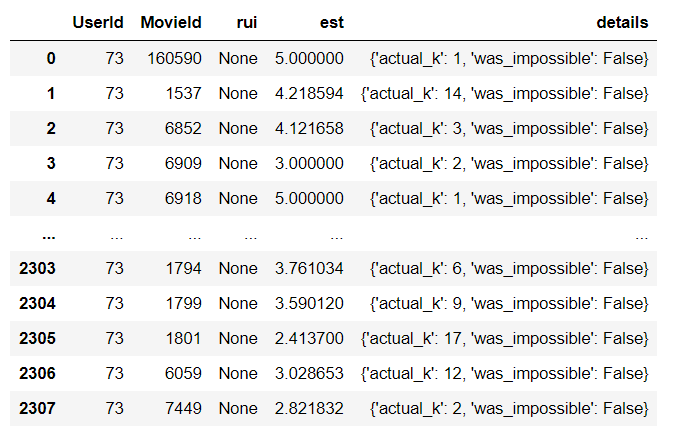 UserId MovieId rui est details
0 73 160590 None 5.000000 {'actual_k': 1, 'was_impossible': False}
1 73 1537 None 4.218594 {'actual_k': 14, 'was_impossible': False}
2 73 6852 None 4.121658 {'actual_k': 3, 'was_impossible': False}
3 73 6909 None 3.000000 {'actual_k': 2, 'was_impossible': False}
4 73 6918 None 5.000000 {'actual_k': 1, 'was_impossible': False}
... ... ... ... ... ...
2303 73 1794 None 3.761034 {'actual_k': 6, 'was_impossible': False}
2304 73 1799 None 3.590120 {'actual_k': 9, 'was_impossible': False}
2305 73 1801 None 2.413700 {'actual_k': 17, 'was_impossible': False}
2306 73 6059 None 3.028653 {'actual_k': 12, 'was_impossible': False}
2307 73 7449 None 2.821832 {'actual_k': 2, 'was_impossible': False}